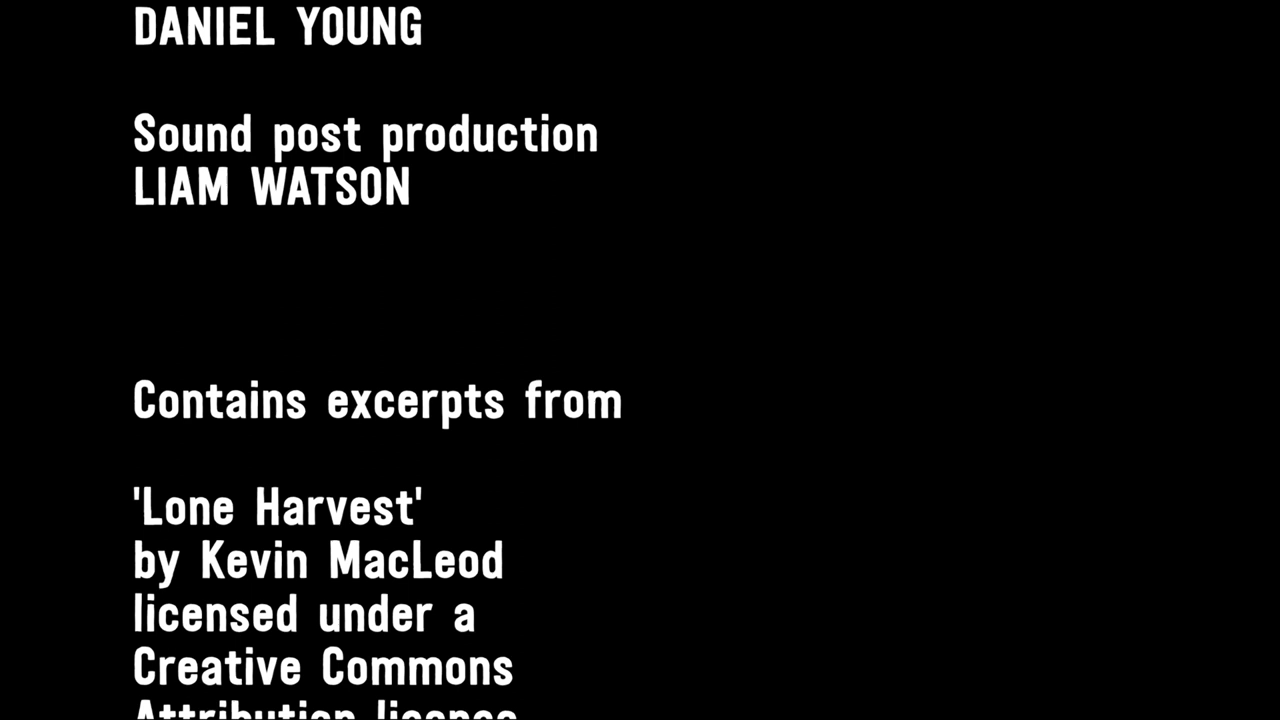 DANIEL YOUNG
Sound post production
LIAM WATSON
Contains excerpts from
'Lone Harvest'
by Kevin MacLeod
licensed under a
Creative Commons
Attribution licence